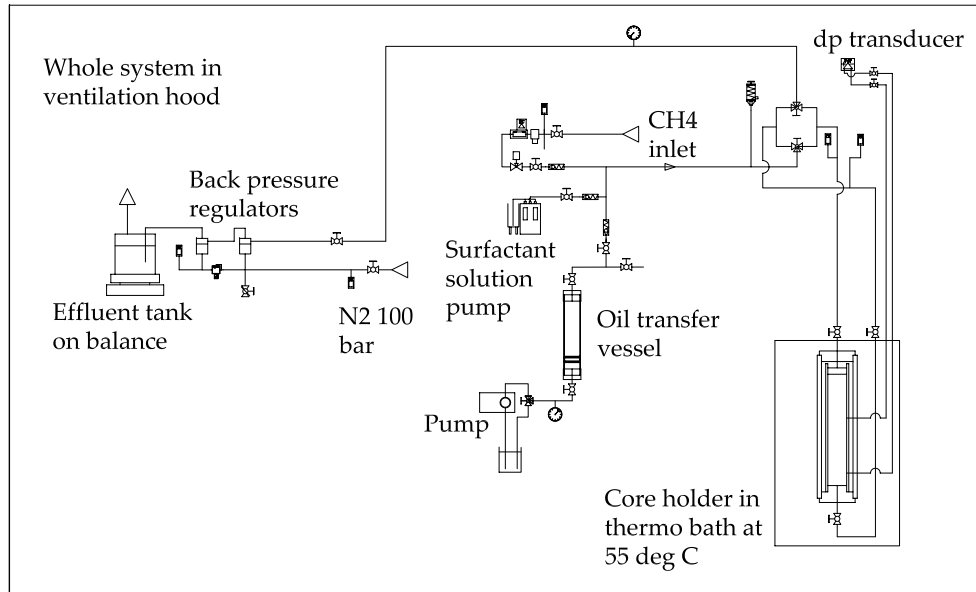 Whole system in
ventilation hood
dp transducer
CH4
inlet
Back pressure
regulators
Surfactant
solution
pump
Effluent tank
on balance
N2 100
bar
Oil transfer
vessel
Pump
Core holder in
thermo bath at
55 deg C